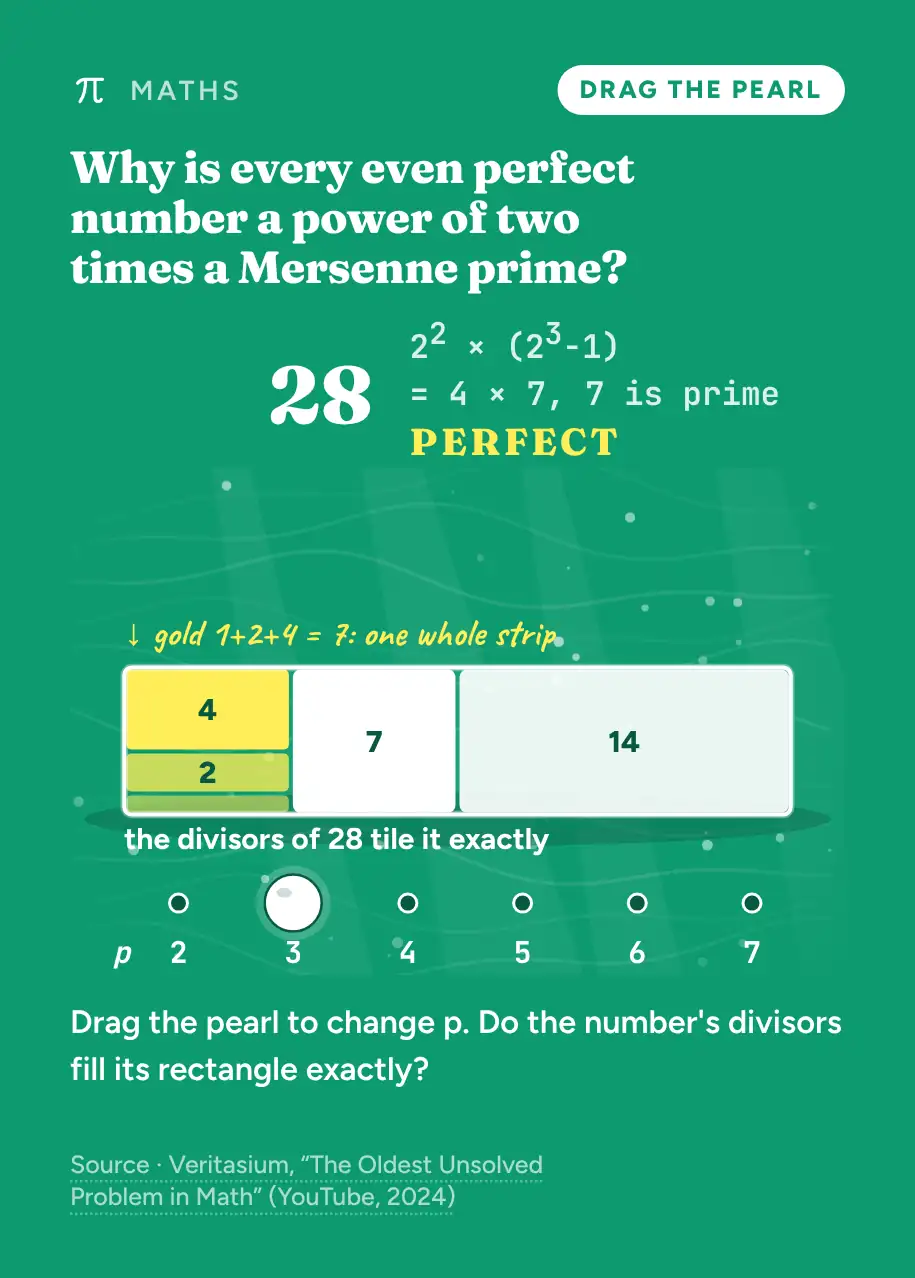 π MATHS
DRAG THE PEARL
Why is every even perfect
number a power of two
times a Mersenne prime?
28
2² × (2³-1)
= 4 × 7, 7 is prime
PERFECT
↓ gold 1+2+4 = 7: one whole strip
4
2
7
14
the divisors of 28 tile it exactly
p 2 3 4 5 6 7
Drag the pearl to change p. Do the number's divisors
fill its rectangle exactly?
Source · Veritasium, “The Oldest Unsolved
Problem in Math” (YouTube, 2024)